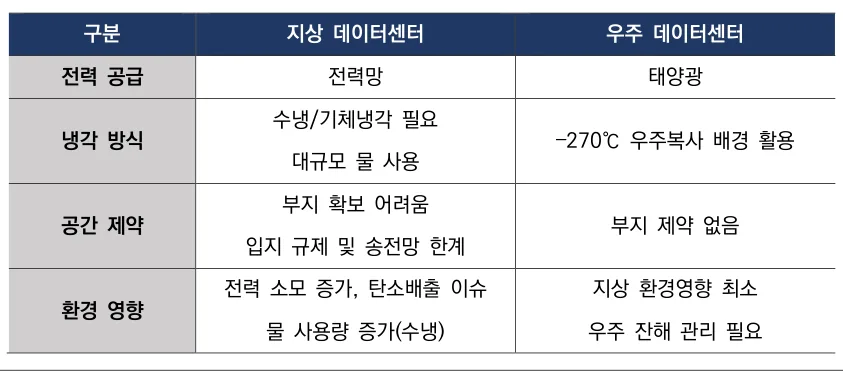 구분 지상 데이터센터 우주 데이터센터
전력 공급 전력망 태양광
냉각 방식 수냉/기체냉각 필요 -270℃ 우주복사 배경 활용
대규모 물 사용
공간 제약 부지 확보 어려움 부지 제약 없음
입지 규제 및 송전망 한계
환경 영향 전력 소모 증가, 탄소배출 이슈 지상 환경영향 최소
물 사용량 증가(수냉) 우주 잔해 관리 필요